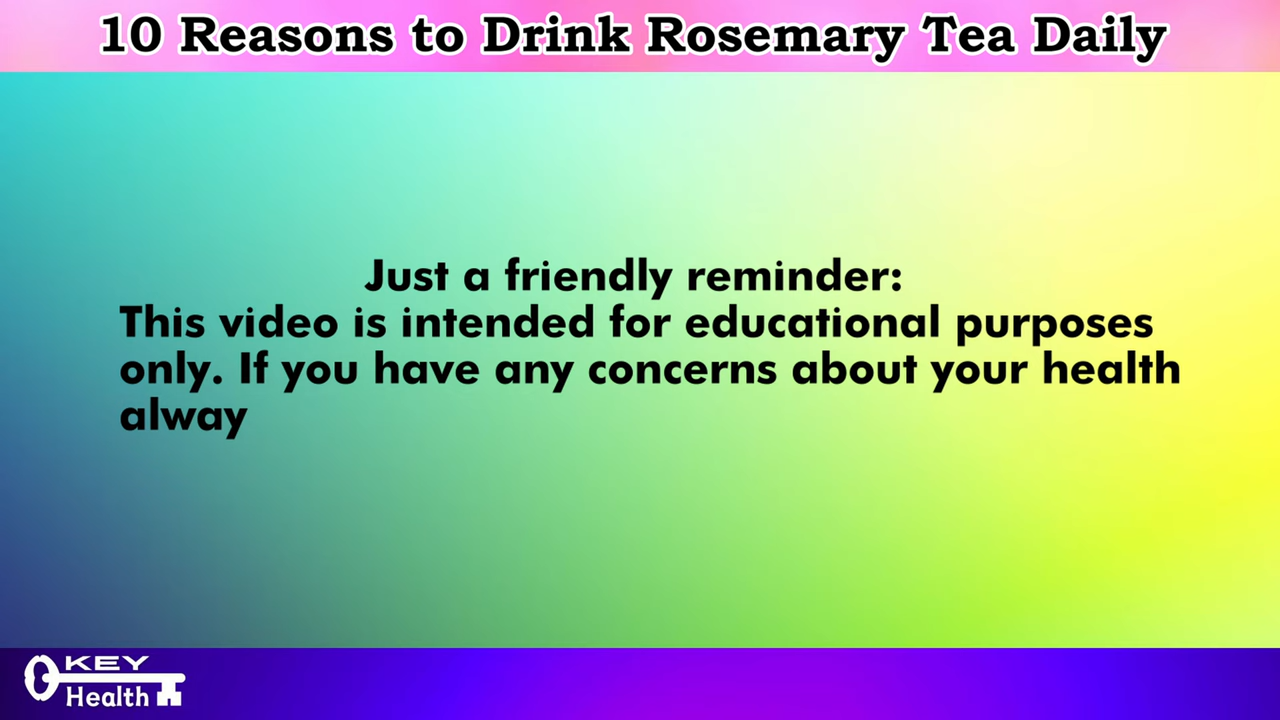 10 Reasons to Drink Rosemary Tea Daily
Just a friendly reminder:
This video is intended for educational purposes
only. If you have any concerns about your health
alway
KEY
Health